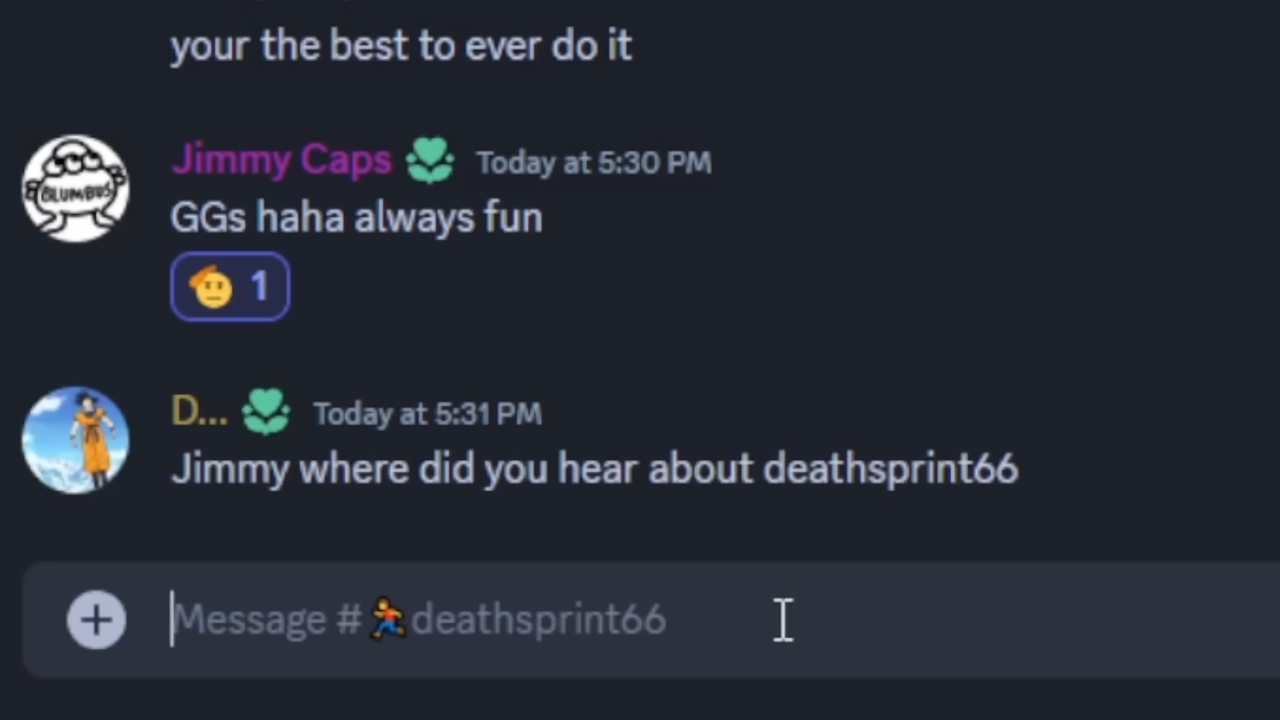 your the best to ever do it
Jimmy Caps Today at 5:30 PM
BLUMBUS
GGs haha always fun
1
D... Today at 5:31 PM
Jimmy where did you hear about deathsprint66
Message #🏃deathsprint66